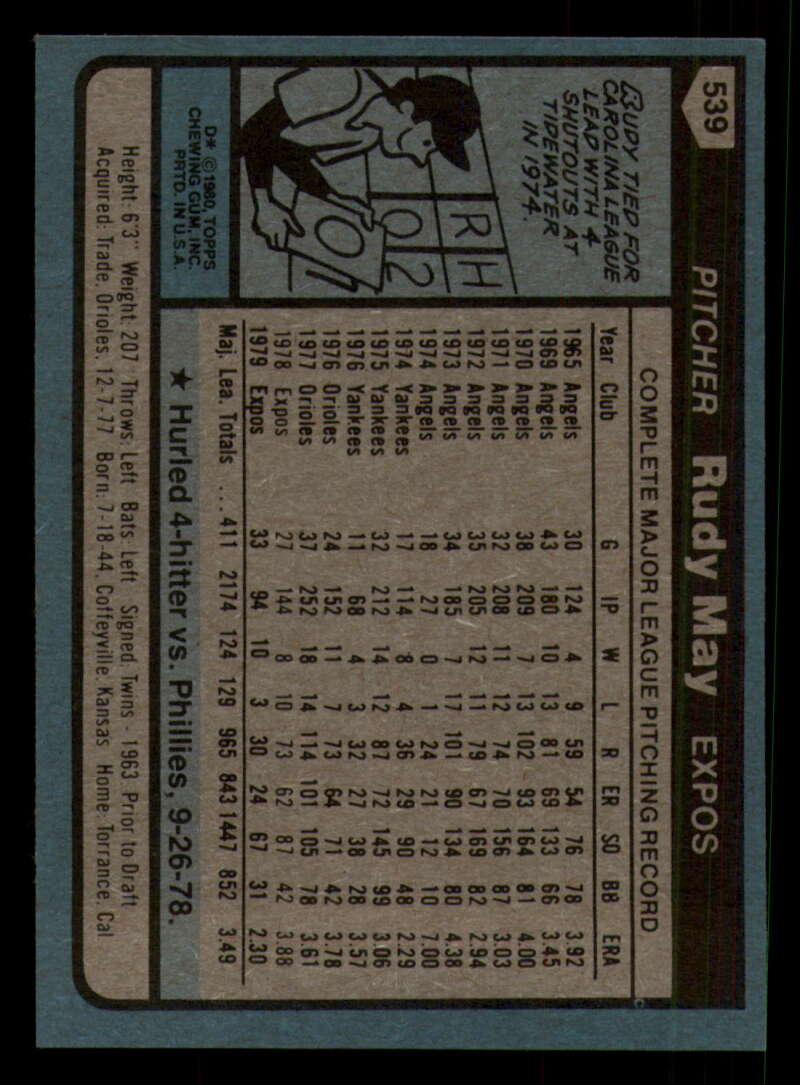 539 PITCHER Rudy May EXPOS
RUDY TIED FOR
CAROLINA LEAGUE
LEAD WITH 4
SHUTOUTS AT
TIDEWATER
IN 1974.
R H
0 2
0
D* © 1980, TOPPS
CHEWING GUM, INC.
PRTD. IN U.S.A.
COMPLETE MAJOR LEAGUE PITCHING RECORD
Year Club G IP W L R ER SO BB ERA
1965 Angels 30 124 4 9 59 54 76 78 3.92
1969 Angels 43 180 10 13 81 69 133 66 3.45
1970 Angels 38 209 7 13 102 93 164 81 4.00
1971 Angels 32 208 11 12 74 70 156 87 3.03
1972 Angels 35 205 12 11 79 67 169 82 2.94
1973 Angels 34 185 7 17 101 90 134 80 4.38
1974 Angels 18 27 0 1 24 21 12 10 7.00
1974 Yankees 17 114 8 4 36 29 90 48 2.29
1975 Yankees 32 212 14 12 87 72 145 99 3.06
1976 Yankees 11 68 4 3 32 27 38 28 3.57
1976 Orioles 24 152 11 7 73 64 71 42 3.78
1977 Orioles 37 252 18 14 114 101 105 78 3.61
1978 Expos 27 144 8 10 73 62 87 42 3.88
1979 Expos 33 94 10 3 30 24 67 31 2.30
Maj. Lea. Totals ... 411 2174 124 129 965 843 1447 852 3.49
★ Hurled 4-hitter vs. Phillies, 9-26-78.
Height: 6'3" Weight: 207 Throws: Left Bats: Left Signed: Twins - 1963 Prior to Draft
Acquired: Trade, Orioles, 12-7-77 Born: 7-18-44, Coffeyville, Kansas Home: Torrance, Cal